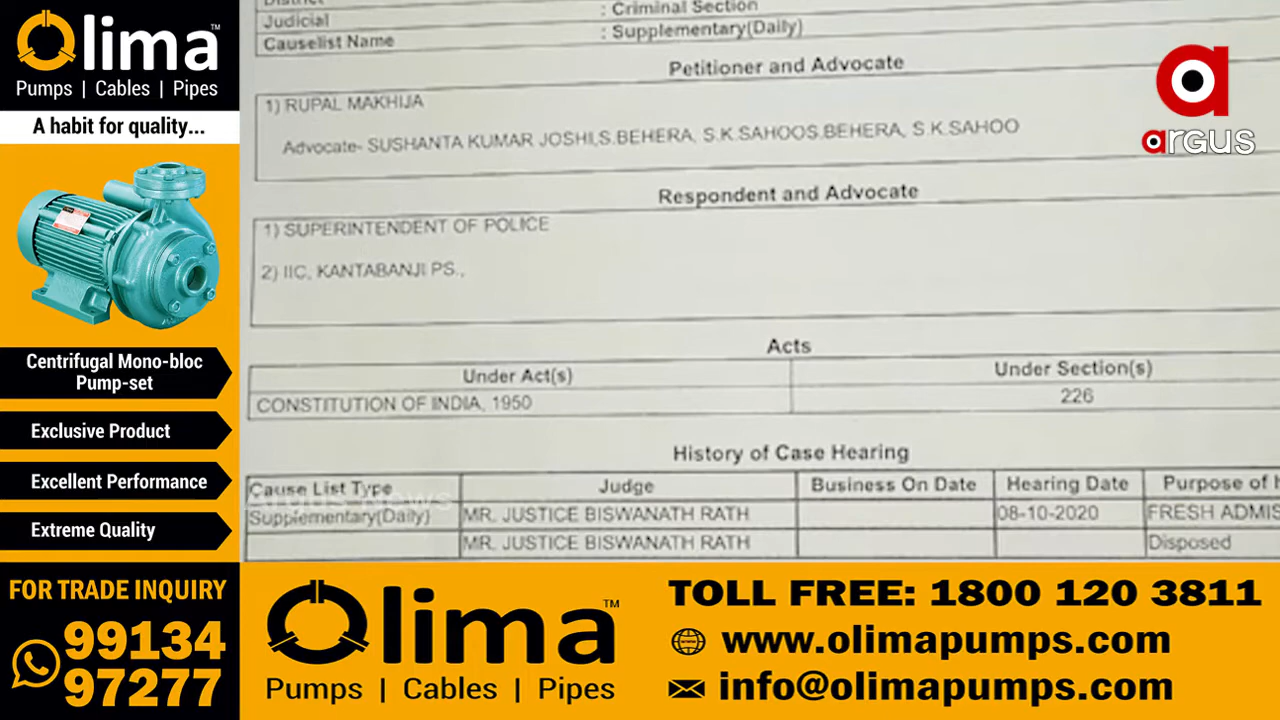 Olima™
Pumps | Cables | Pipes
A habit for quality...
Centrifugal Mono-bloc
Pump-set
Exclusive Product
Excellent Performance
Extreme Quality
FOR TRADE INQUIRY
99134
97277
: Criminal Section
Judicial
Causelist Name : Supplementary(Daily)
Petitioner and Advocate
1) RUPAL MAKHIJA
Advocate- SUSHANTA KUMAR JOSHI,S.BEHERA, S.K.SAHOOS.BEHERA, S.K.SAHOO
Respondent and Advocate
1) SUPERINTENDENT OF POLICE
2) IIC, KANTABANJI PS.,
Acts
Under Act(s) Under Section(s)
CONSTITUTION OF INDIA, 1950 226
History of Case Hearing
Cause List Type Judge Business On Date Hearing Date Purpose of
Supplementary(Daily) MR. JUSTICE BISWANATH RATH 08-10-2020 FRESH ADMIS
MR. JUSTICE BISWANATH RATH Disposed
argus
Olima™
Pumps | Cables | Pipes
TOLL FREE: 1800 120 3811
www.olimapumps.com
info@olimapumps.com